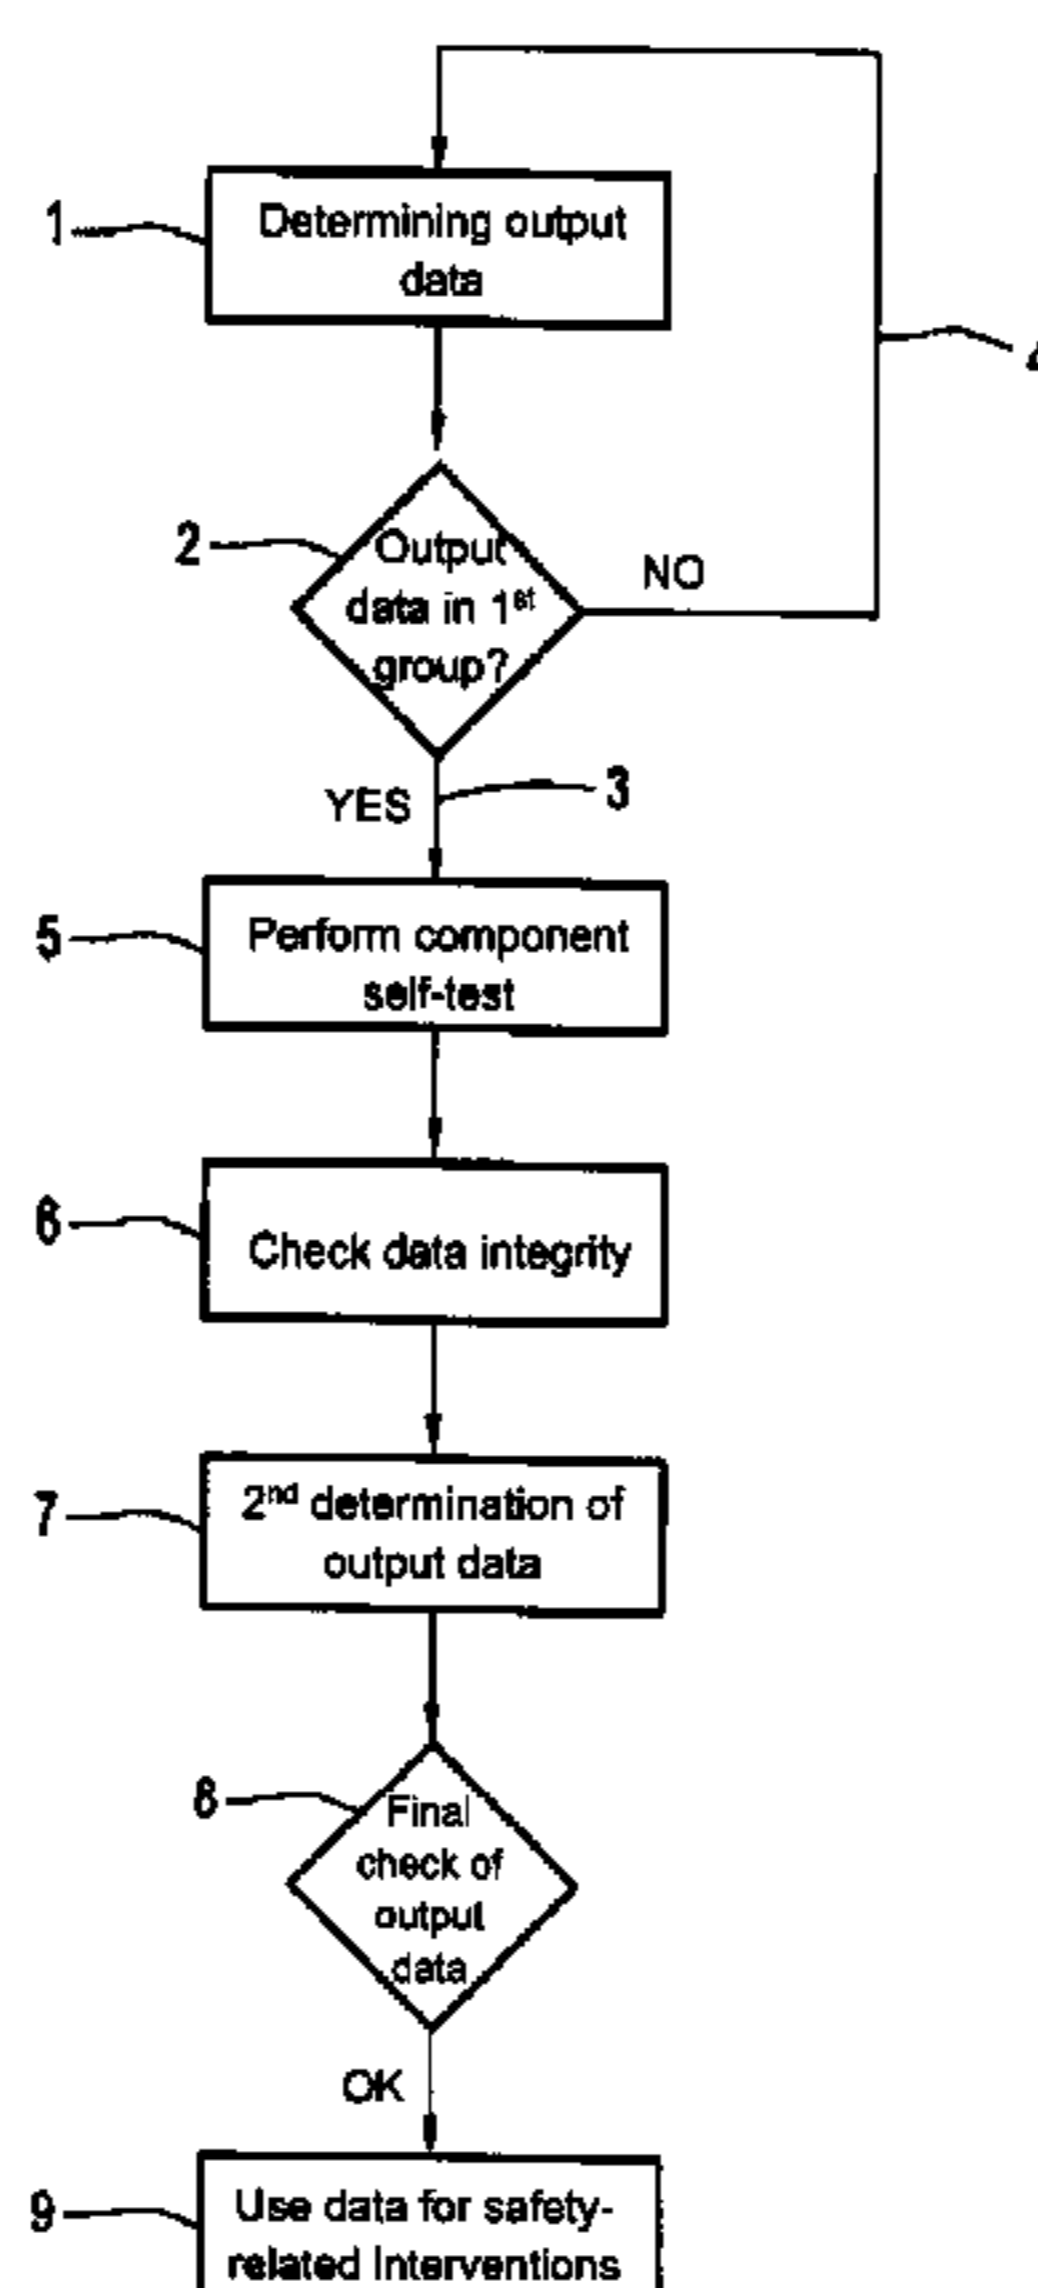 1
Determining output
data
4
2
Output
data in 1st
group?
NO
YES
3
5
Perform component
self-test
6
Check data integrity
7
2nd determination of
output data
8
Final
check of
output
data
OK
9
Use data for safety-
related Interventions